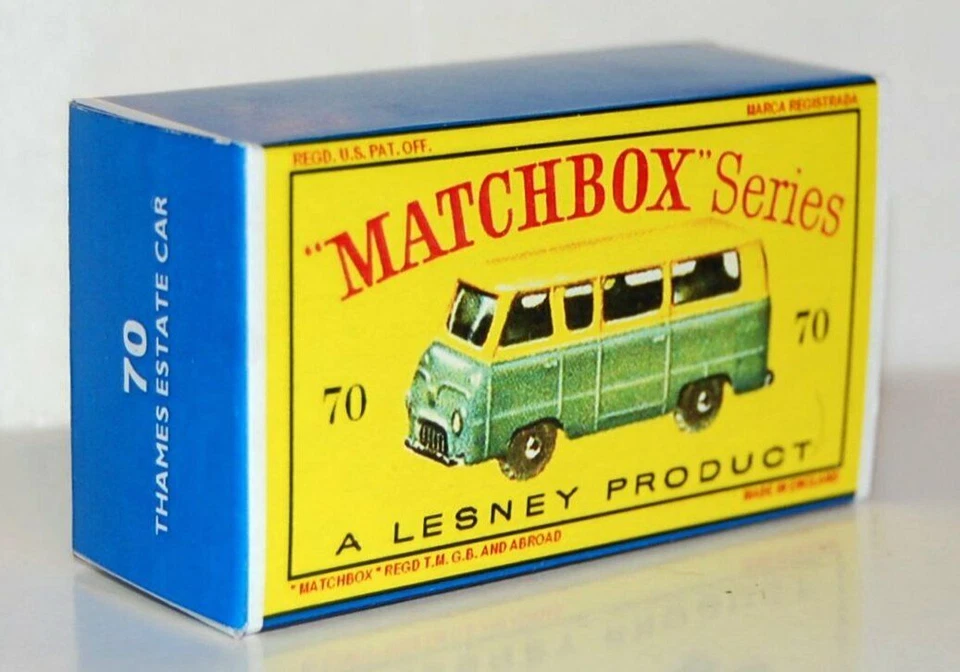 70
THAMES ESTATE CAR
REGD. U.S. PAT. OFF.
MARCA REGISTRADA
"MATCHBOX" Series
70
70
A LESNEY PRODUCT
MADE IN ENGLAND
"MATCHBOX" REGD T.M. G.B. AND ABROAD